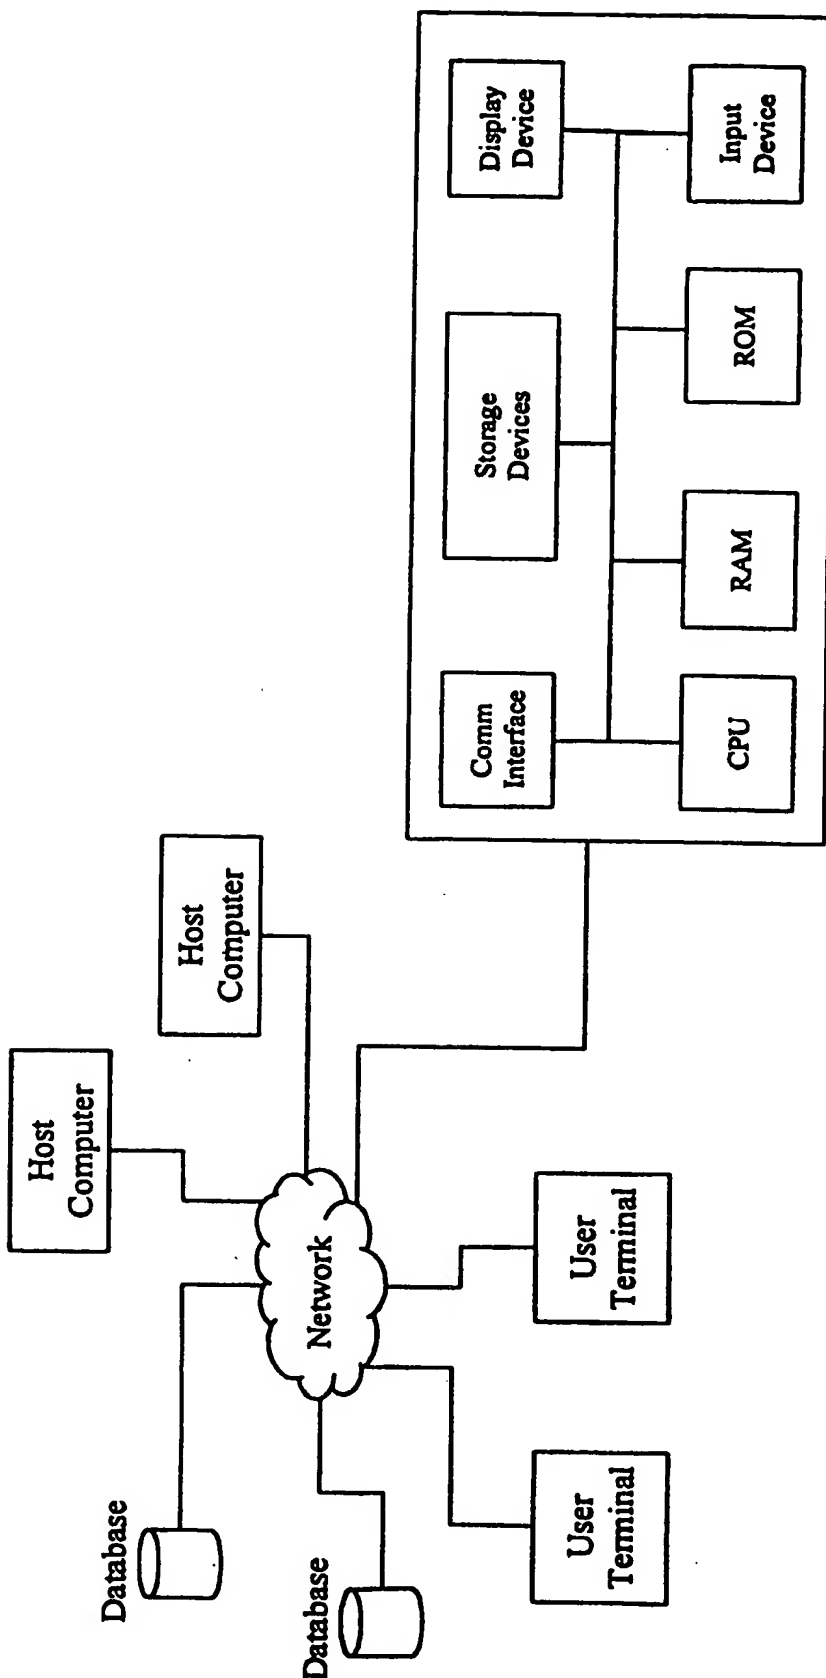 Database
Database
Host
Computer
Host
Computer
Network
User
Terminal
User
Terminal
Comm
Interface
Storage
Devices
Display
Device
CPU
RAM
ROM
Input
Device